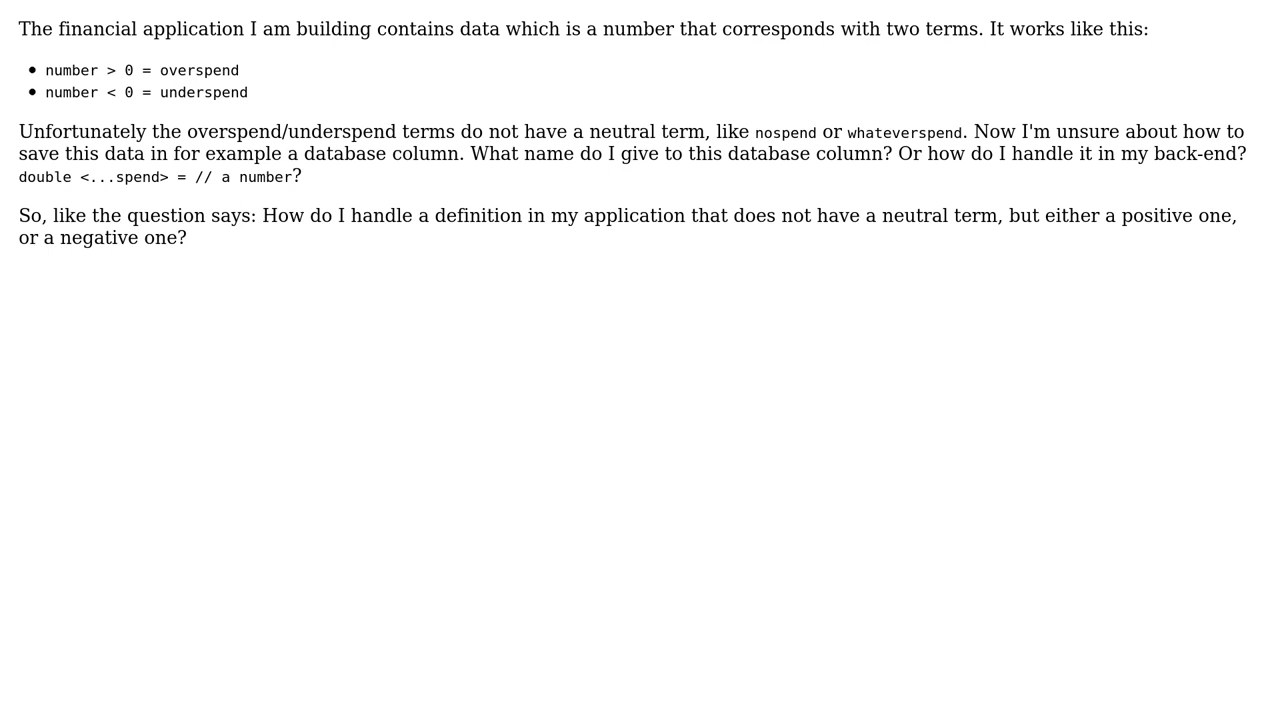 The financial application I am building contains data which is a number that corresponds with two terms. It works like this:
number > 0 = overspend
number < 0 = underspend
Unfortunately the overspend/underspend terms do not have a neutral term, like nospend or whateverspend. Now I'm unsure about how to
save this data in for example a database column. What name do I give to this database column? Or how do I handle it in my back-end?
double <...spend> = // a number?
So, like the question says: How do I handle a definition in my application that does not have a neutral term, but either a positive one,
or a negative one?